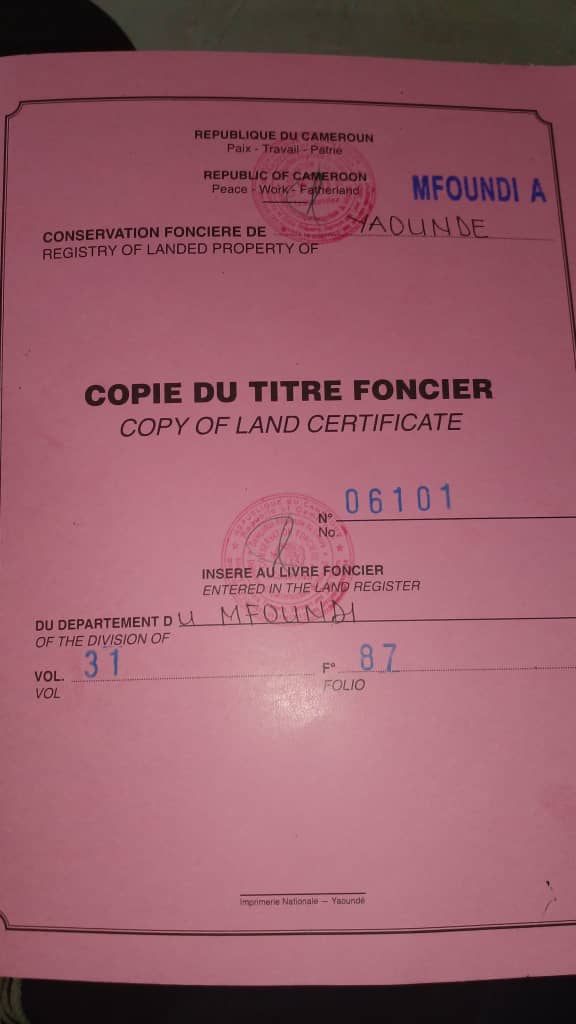 REPUBLIQUE DU CAMEROUN
Paix - Travail - Patrie
REPUBLIC OF CAMEROON
Peace - Work - Fatherland
MFOUNDI A
CONSERVATION FONCIERE DE YAOUNDE
REGISTRY OF LANDED PROPERTY OF
COPIE DU TITRE FONCIER
COPY OF LAND CERTIFICATE
N° 06101
No
INSERE AU LIVRE FONCIER
ENTERED IN THE LAND REGISTER
DU DEPARTEMENT DU MFOUNDI
OF THE DIVISION OF
VOL. 31 F° 87
VOL FOLIO
Imprimerie Nationale — Yaoundé